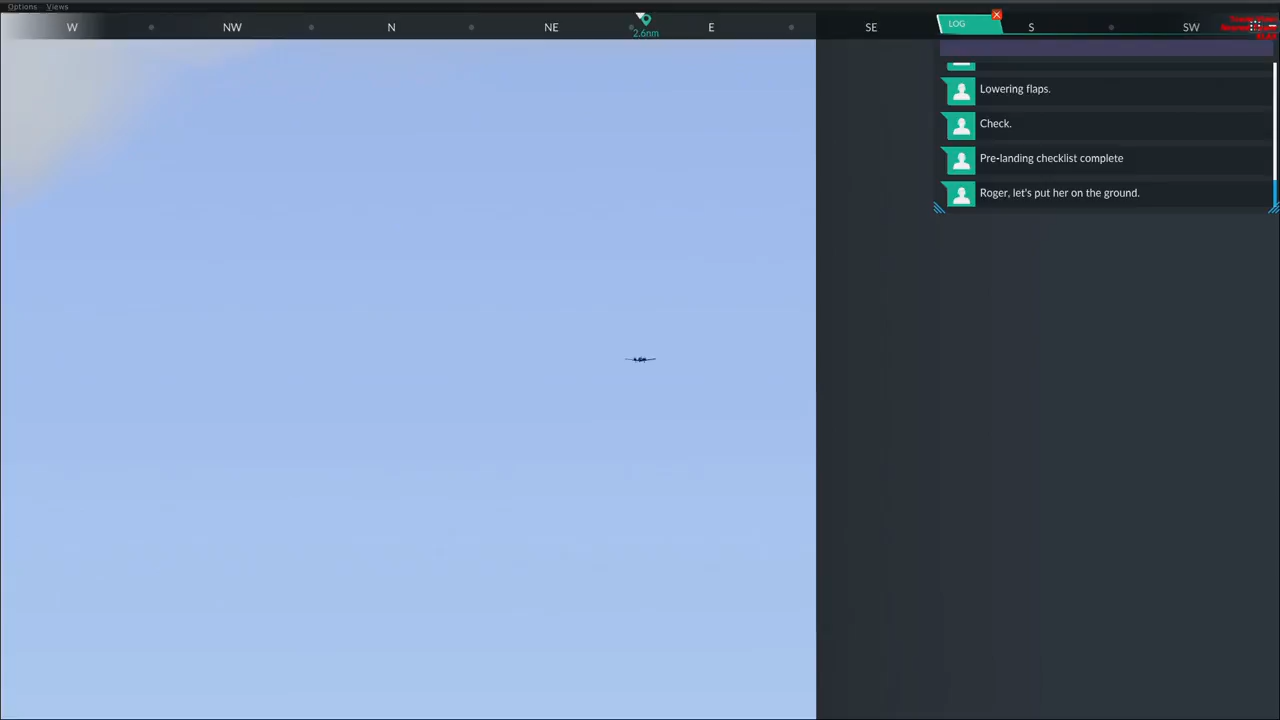 Options Views
W NW N NE E SE S SW
2.6nm
LOG
Lowering flaps.
Check.
Pre-landing checklist complete
Roger, let's put her on the ground.